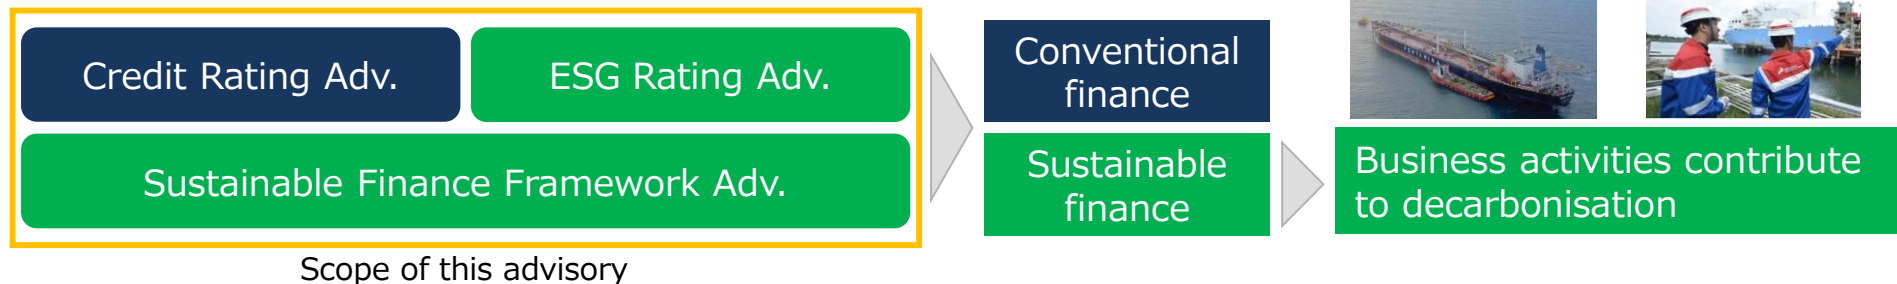 Credit Rating Adv.
ESG Rating Adv.
Sustainable Finance Framework Adv.
Scope of this advisory
Conventional
finance
Sustainable
finance
Business activities contribute
to decarbonisation